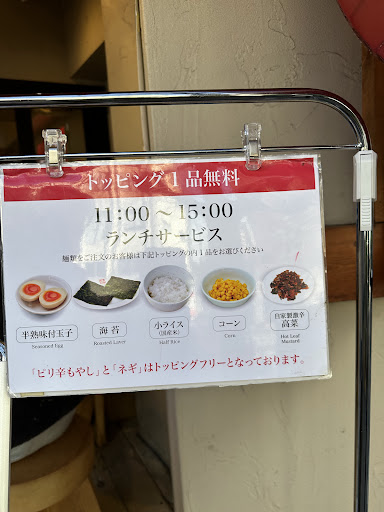 トッピング1品無料
11:00〜15:00
ランチサービス
麺類をご注文のお客様は下記トッピングの内1品をお選びください
半熟味付玉子
Seasoned Egg
海苔
Roasted Laver
小ライス
(国産米)
Half Rice
コーン
Corn
自家製激辛
高菜
Hot Leaf
Mustard
「ピリ辛もやし」と「ネギ」はトッピングフリーとなっております。